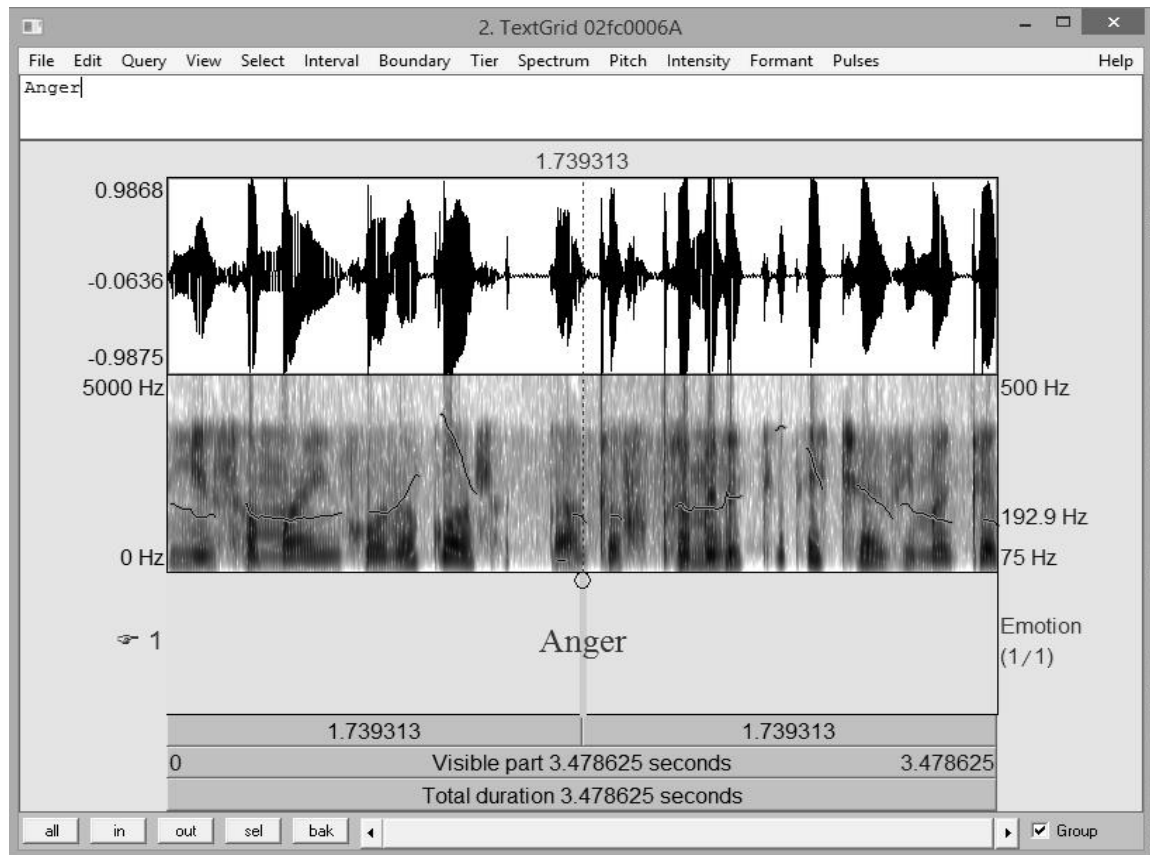 2. TextGrid 02fc0006A
File Edit Query View Select Interval Boundary Tier Spectrum Pitch Intensity Formant Pulses Help
Anger
1.739313
0.9868
-0.0636
-0.9875
5000 Hz 500 Hz
192.9 Hz
0 Hz 75 Hz
☞ 1 Anger Emotion
(1/1)
1.739313 1.739313
0 Visible part 3.478625 seconds 3.478625
Total duration 3.478625 seconds
all in out sel bak Group